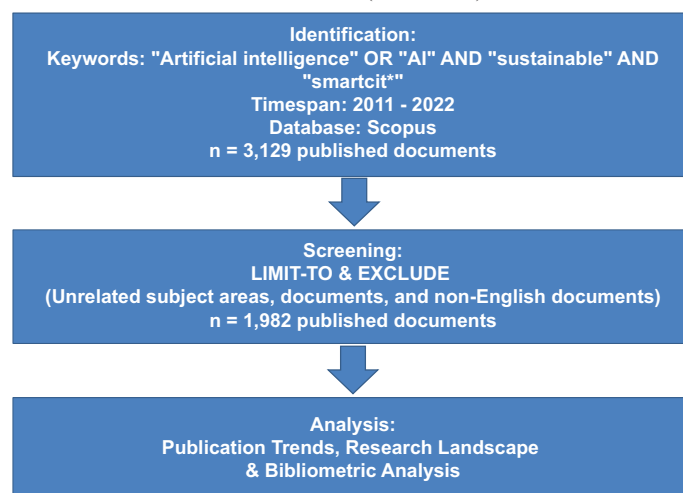 Identification:
Keywords: "Artificial intelligence" OR "AI" AND "sustainable" AND
"smartcit*"
Timespan: 2011 - 2022
Database: Scopus
n = 3,129 published documents
Screening:
LIMIT-TO & EXCLUDE
(Unrelated subject areas, documents, and non-English documents)
n = 1,982 published documents
Analysis:
Publication Trends, Research Landscape
& Bibliometric Analysis